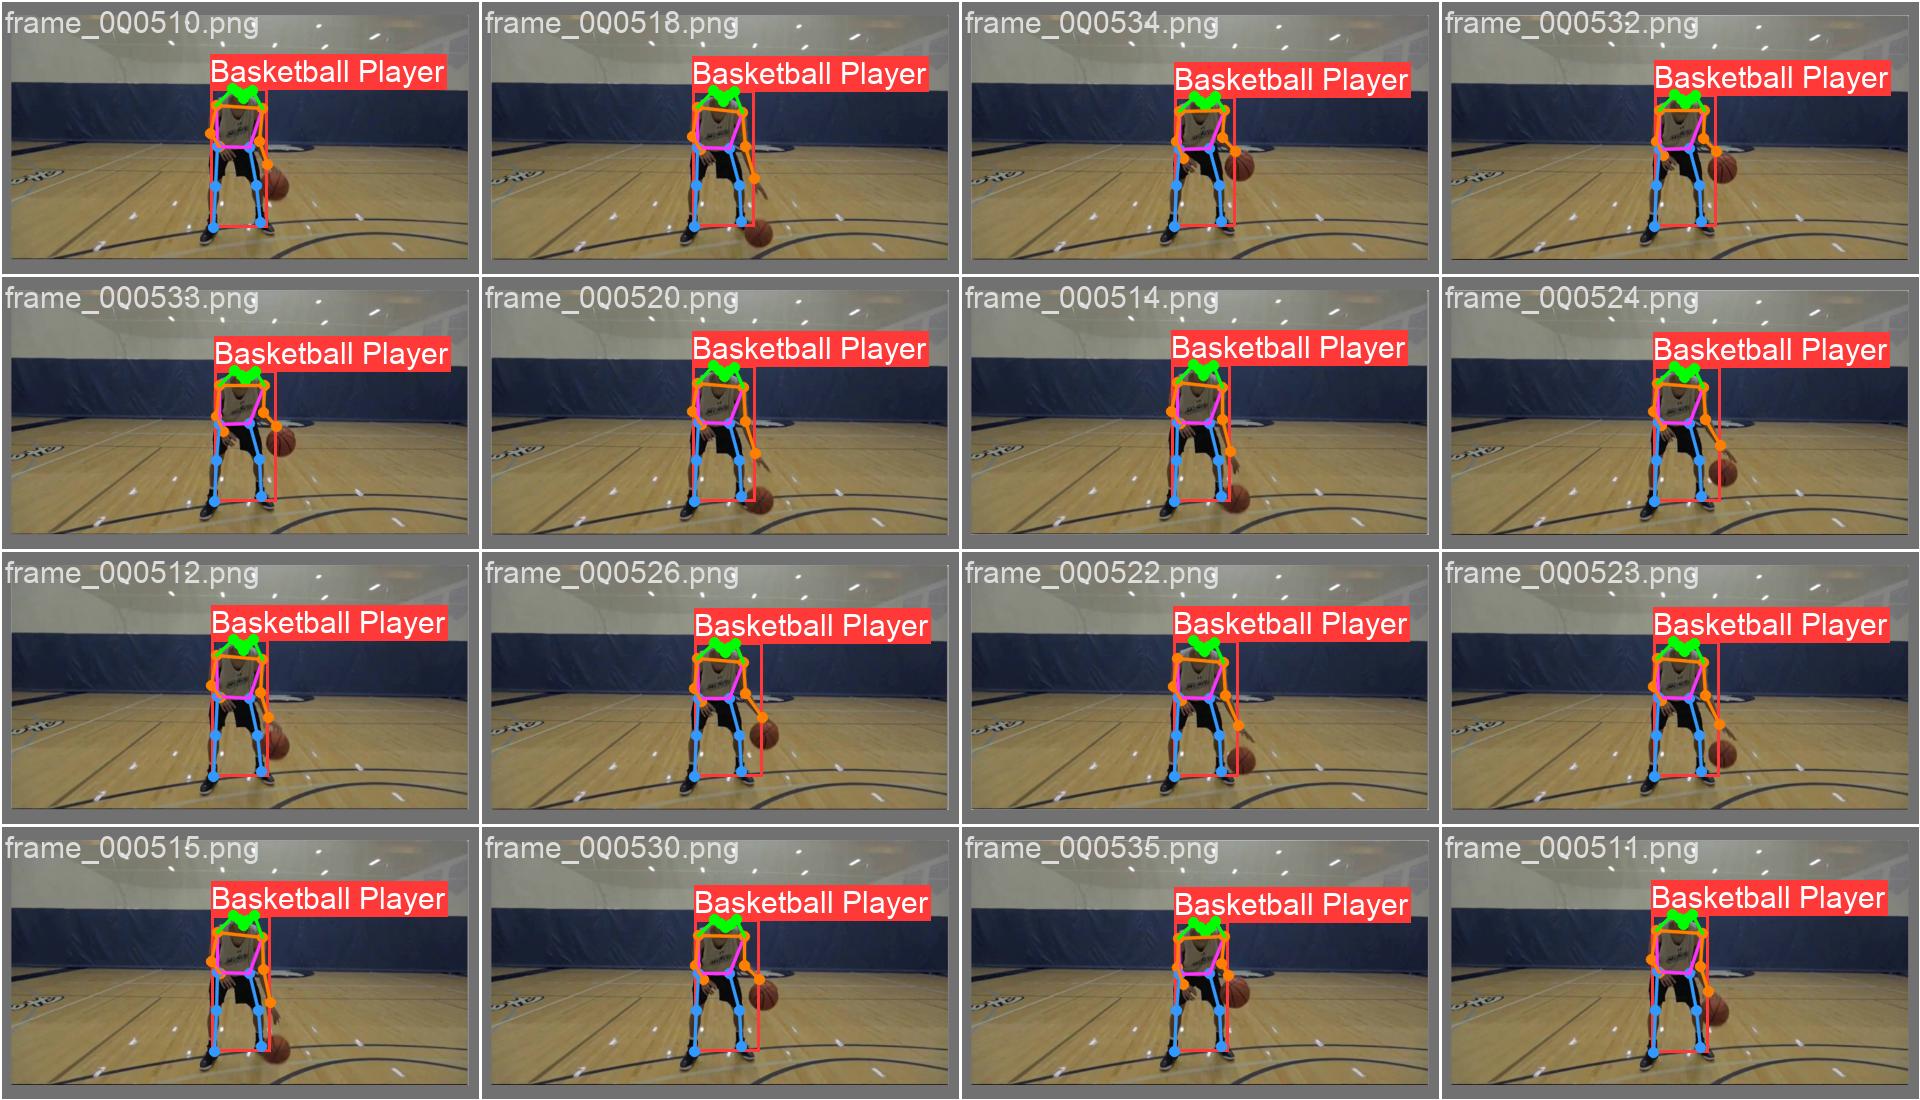 frame_000510.png
Basketball Player
frame_000518.png
Basketball Player
frame_000534.png
Basketball Player
frame_000532.png
Basketball Player
frame_000533.png
Basketball Player
frame_000520.png
Basketball Player
frame_000514.png
Basketball Player
frame_000524.png
Basketball Player
frame_000512.png
Basketball Player
frame_000526.png
Basketball Player
frame_000522.png
Basketball Player
frame_000523.png
Basketball Player
frame_000515.png
Basketball Player
frame_000530.png
Basketball Player
frame_000535.png
Basketball Player
frame_000511.png
Basketball Player